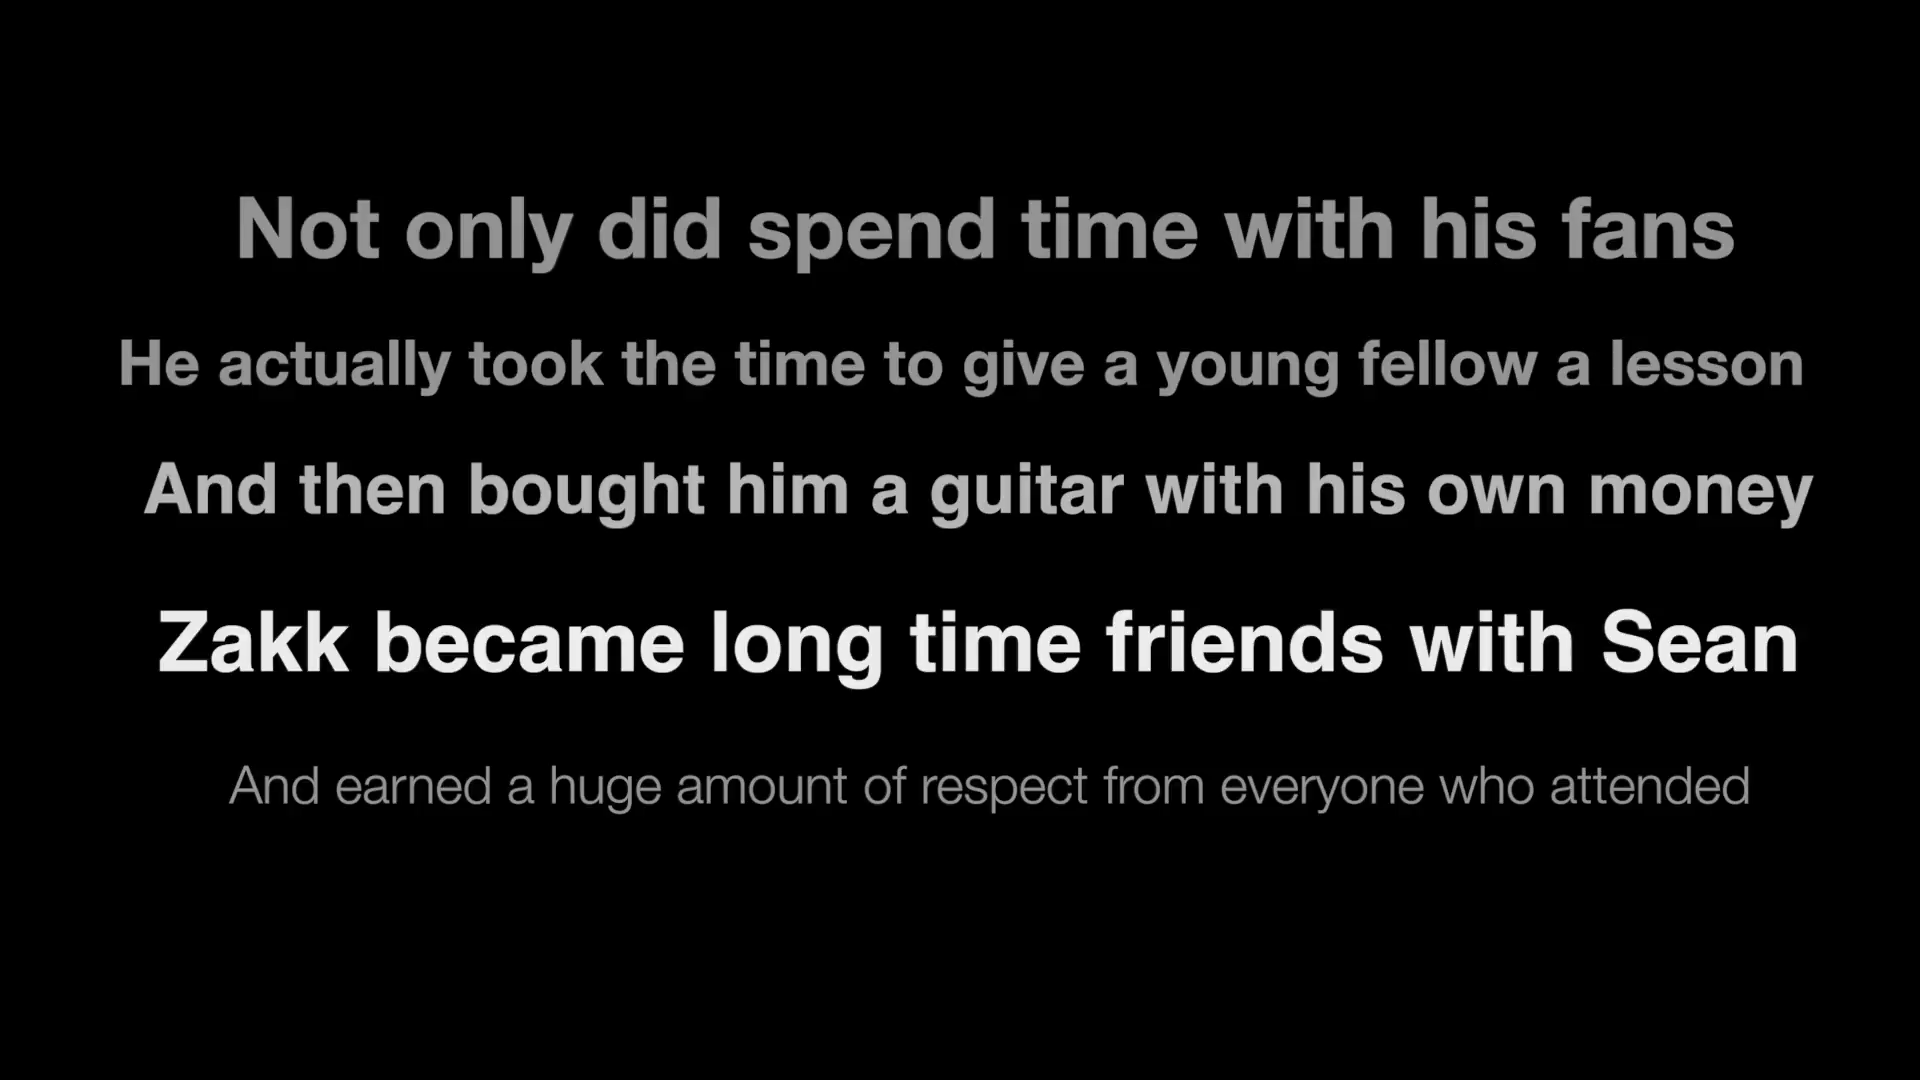 Not only did spend time with his fans
He actually took the time to give a young fellow a lesson
And then bought him a guitar with his own money
Zakk became long time friends with Sean
And earned a huge amount of respect from everyone who attended